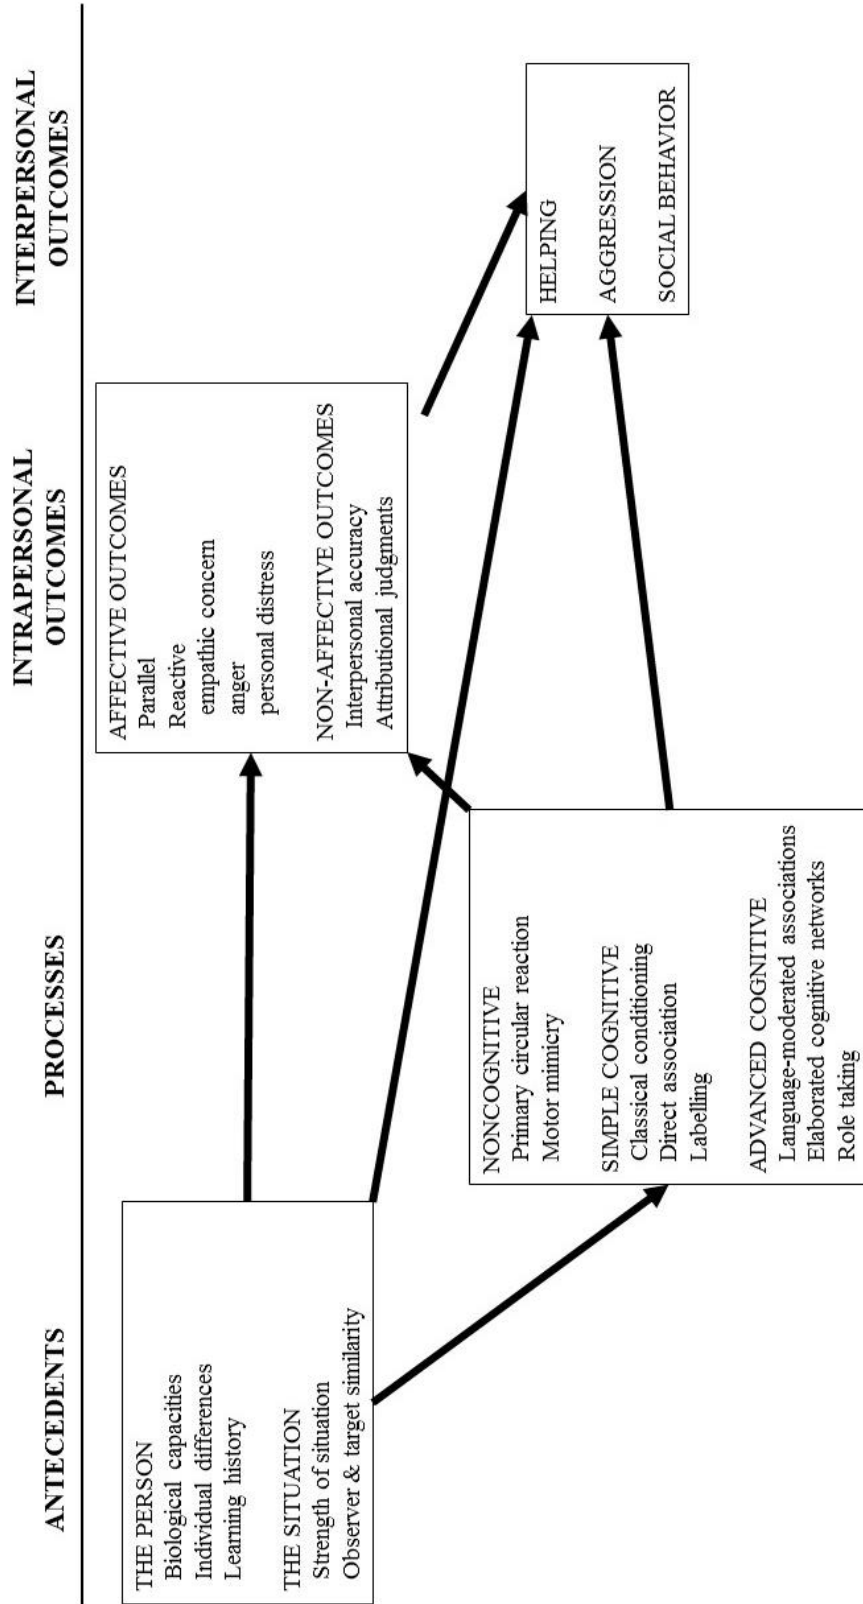 ANTECEDENTS
PROCESSES
INTRAPERSONAL
OUTCOMES
INTERPERSONAL
OUTCOMES
THE PERSON
Biological capacities
Individual differences
Learning history
THE SITUATION
Strength of situation
Observer & target similarity
NONCOGNITIVE
Primary circular reaction
Motor mimicry
SIMPLE COGNITIVE
Classical conditioning
Direct association
Labelling
ADVANCED COGNITIVE
Language-moderated associations
Elaborated cognitive networks
Role taking
AFFECTIVE OUTCOMES
Parallel
Reactive
empathic concern
anger
personal distress
NON-AFFECTIVE OUTCOMES
Interpersonal accuracy
Attributional judgments
HELPING
AGGRESSION
SOCIAL BEHAVIOR